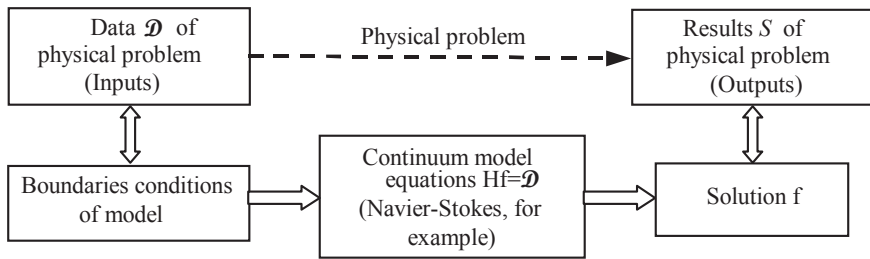 Data 𝓓 of
physical problem
(Inputs)
Physical problem
Results S of
physical problem
(Outputs)
Boundaries conditions
of model
Continuum model
equations Hf=𝓓
(Navier-Stokes, for
example)
Solution f